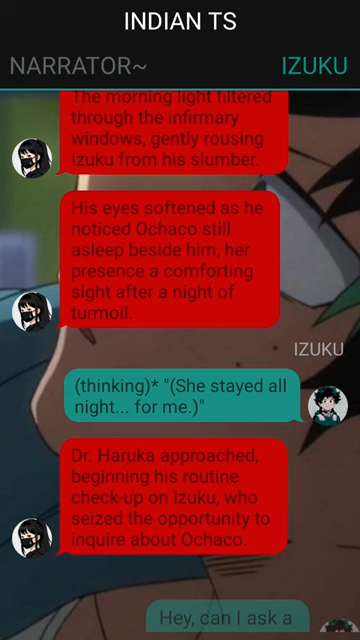 INDIAN TS
NARRATOR~
IZUKU
The morning light filtered
through the infirmary
windows, gently rousing
Izuku from his slumber.
His eyes softened as he
noticed Ochaco still
asleep beside him, her
presence a comforting
sight after a night of
turmoil.
IZUKU
(thinking)* "(She stayed all
night... for me.)"
Dr. Haruka approached,
beginning his routine
check-up on Izuku, who
seized the opportunity to
inquire about Ochaco.
Hey, can I ask a